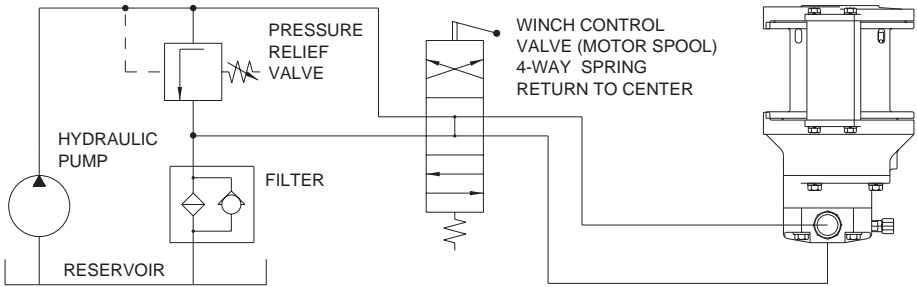 PRESSURE
RELIEF
VALVE
WINCH CONTROL
VALVE (MOTOR SPOOL)
4-WAY SPRING
RETURN TO CENTER
HYDRAULIC
PUMP
FILTER
RESERVOIR